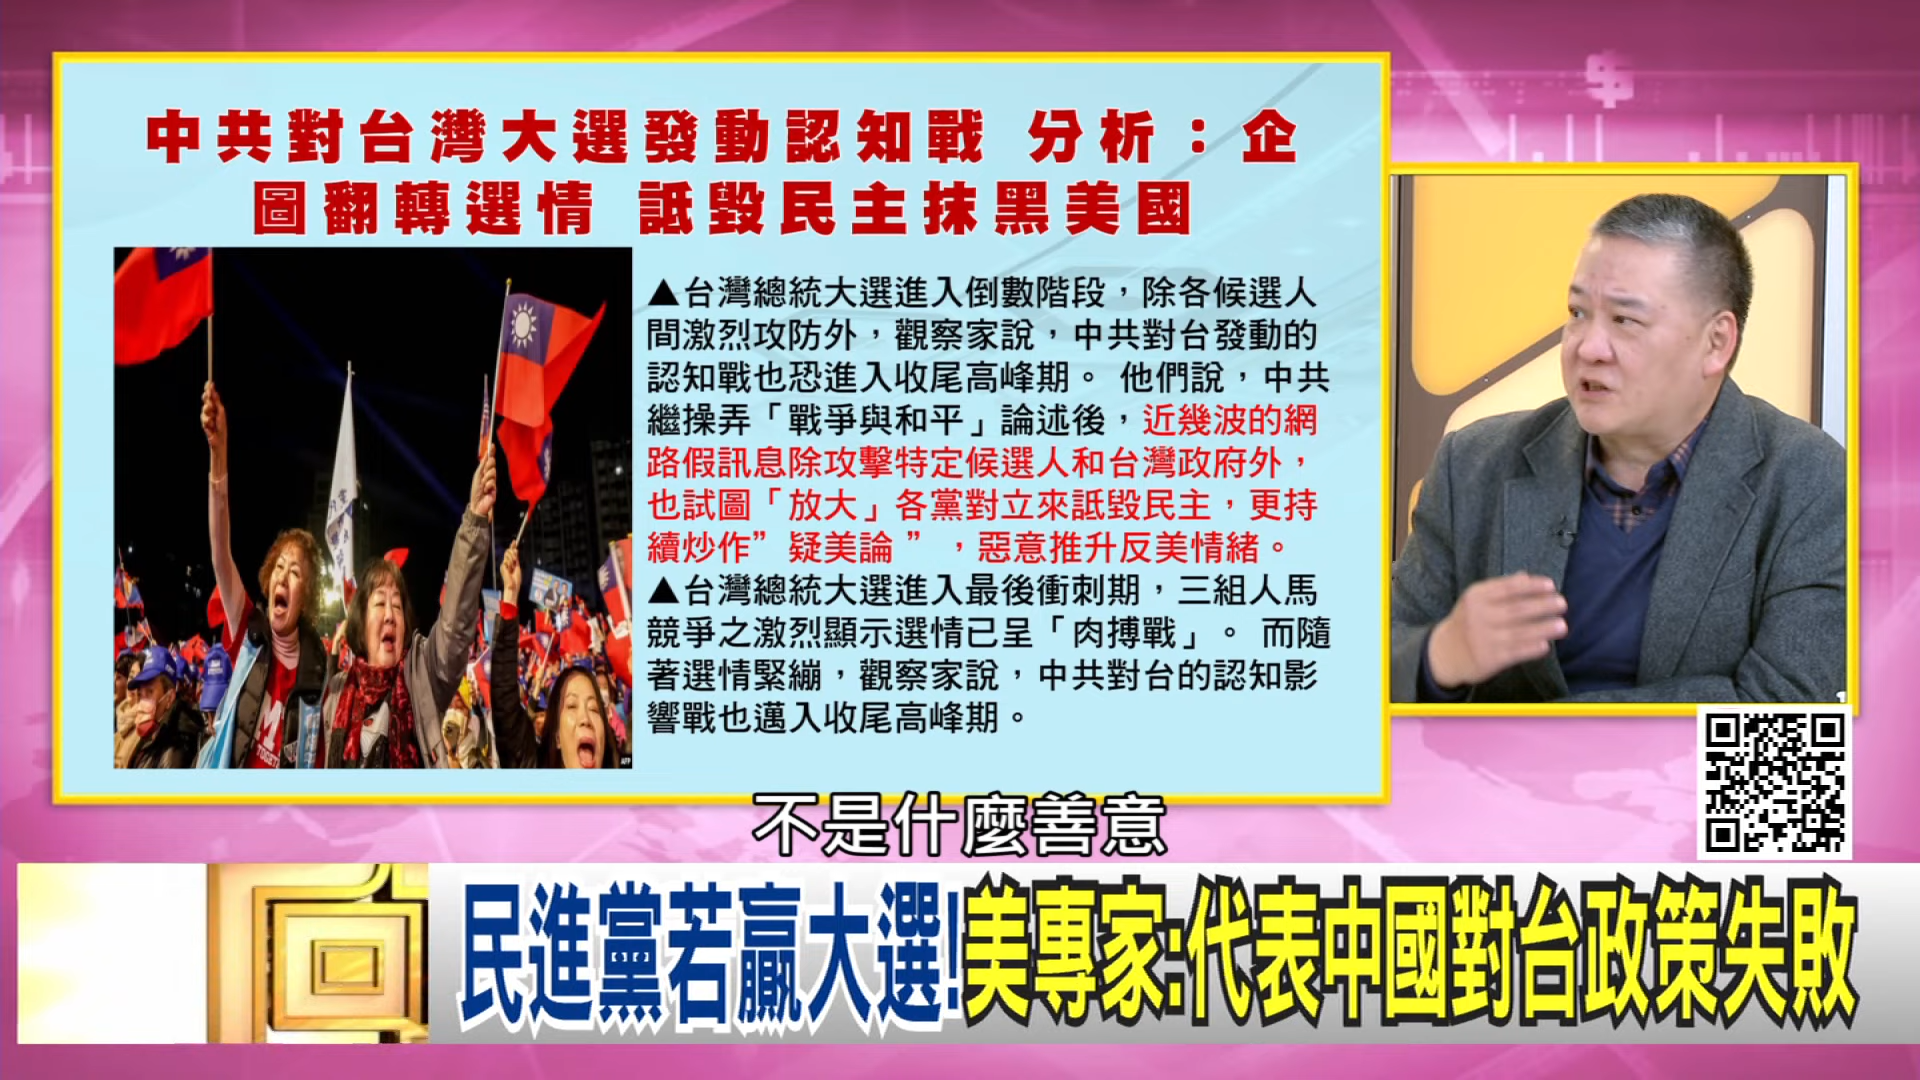 中共對台灣大選發動認知戰 分析：企
圖翻轉選情 詆毀民主抹黑美國
▲台灣總統大選進入倒數階段，除各候選人
間激烈攻防外，觀察家說，中共對台發動的
認知戰也恐進入收尾高峰期。 他們說，中共
繼操弄「戰爭與和平」論述後，近幾波的網
路假訊息除攻擊特定候選人和台灣政府外，
也試圖「放大」各黨對立來詆毀民主，更持
續炒作”疑美論 ”，惡意推升反美情緒。
▲台灣總統大選進入最後衝刺期，三組人馬
競爭之激烈顯示選情已呈「肉搏戰」。 而隨
著選情緊繃，觀察家說，中共對台的認知影
響戰也邁入收尾高峰期。
AFP
不是什麼善意
民進黨若贏大選!美專家:代表中國對台政策失敗